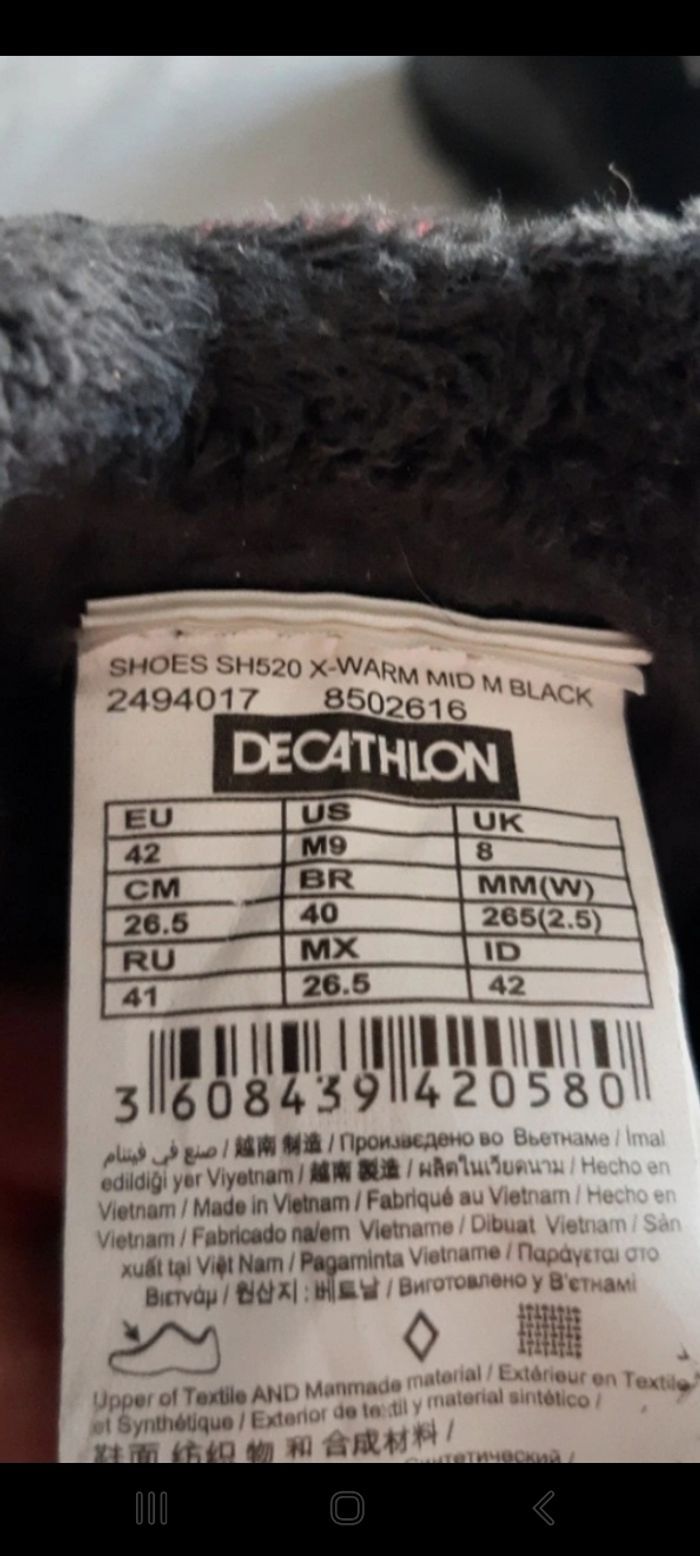 SHOES SH520 X-WARM MID M BLACK
2494017 8502616
DECATHLON
EU US UK
42 M9 8
CM BR MM(W)
26.5 40 265(2.5)
RU MX ID
41 26.5 42
3 608439 420580
صنع في فيتنام / 越南 制造 / Произведено во Вьетнаме / İmal
edildiği yer Viyetnam / 越南 製造 / ผลิตในเวียดนาม / Hecho en
Vietnam / Made in Vietnam / Fabriqué au Vietnam / Hecho en
Vietnam / Fabricado na/em Vietname / Dibuat Vietnam / Sản
xuất tại Việt Nam / Pagaminta Vietname / Παράγεται στο
Βιετνάμ / 원산지 : 베트남 / Виготовлено у В'єтнамі
Upper of Textile AND Manmade material / Extérieur en Textile
et Synthétique / Exterior de textil y material sintético /
鞋面 纺织 物 和 合成材料 /